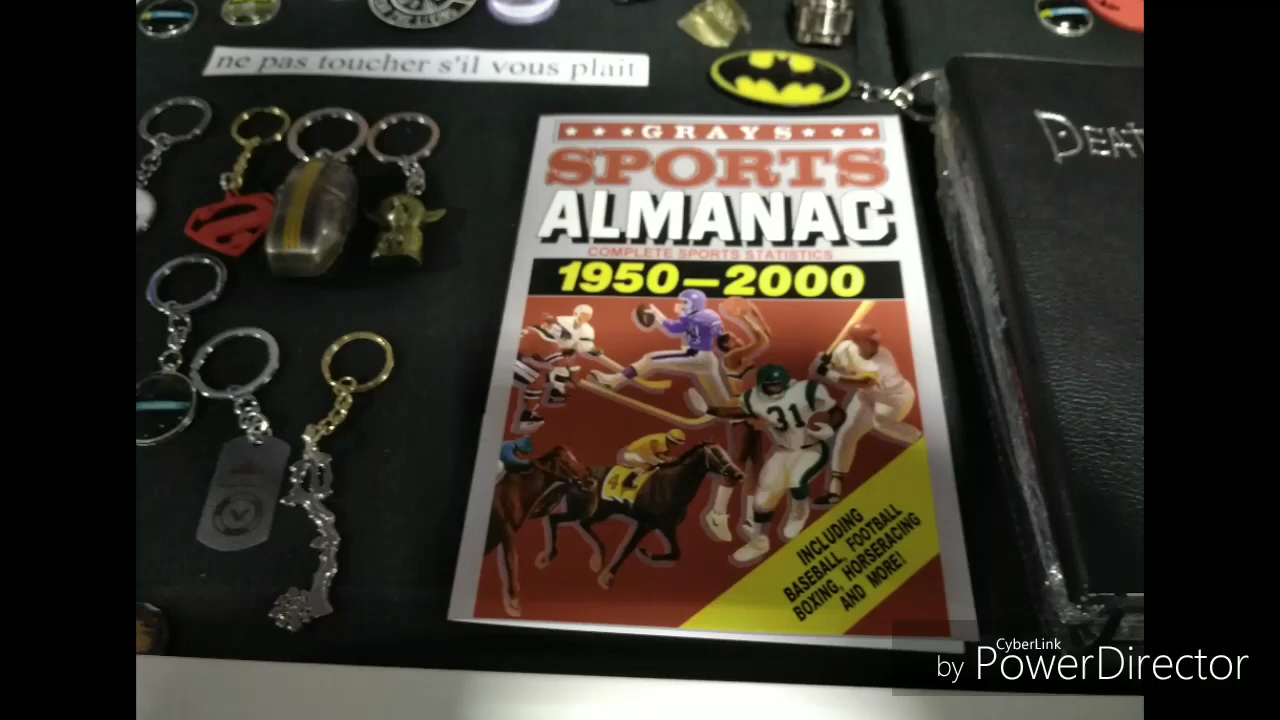 ne pas toucher s'il vous plait
★ ★ ★ GRAYS ★ ★ ★
SPORTS
ALMANAC
COMPLETE SPORTS STATISTICS
1950-2000
31
4
INCLUDING
BASEBALL, FOOTBALL
BOXING, HORSERACING
AND MORE!
CyberLink
by PowerDirector